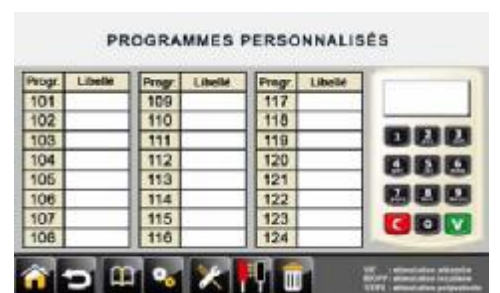 PROGRAMMES PERSONNALISÉS
Progr. Libellé Progr. Libellé Progr. Libellé
101 109 117
102 110 118
103 111 119
104 112 120
105 113 121
106 114 122
107 115 123
108 116 124
1 2 3
4 5 6
7 8 9
C 0 V